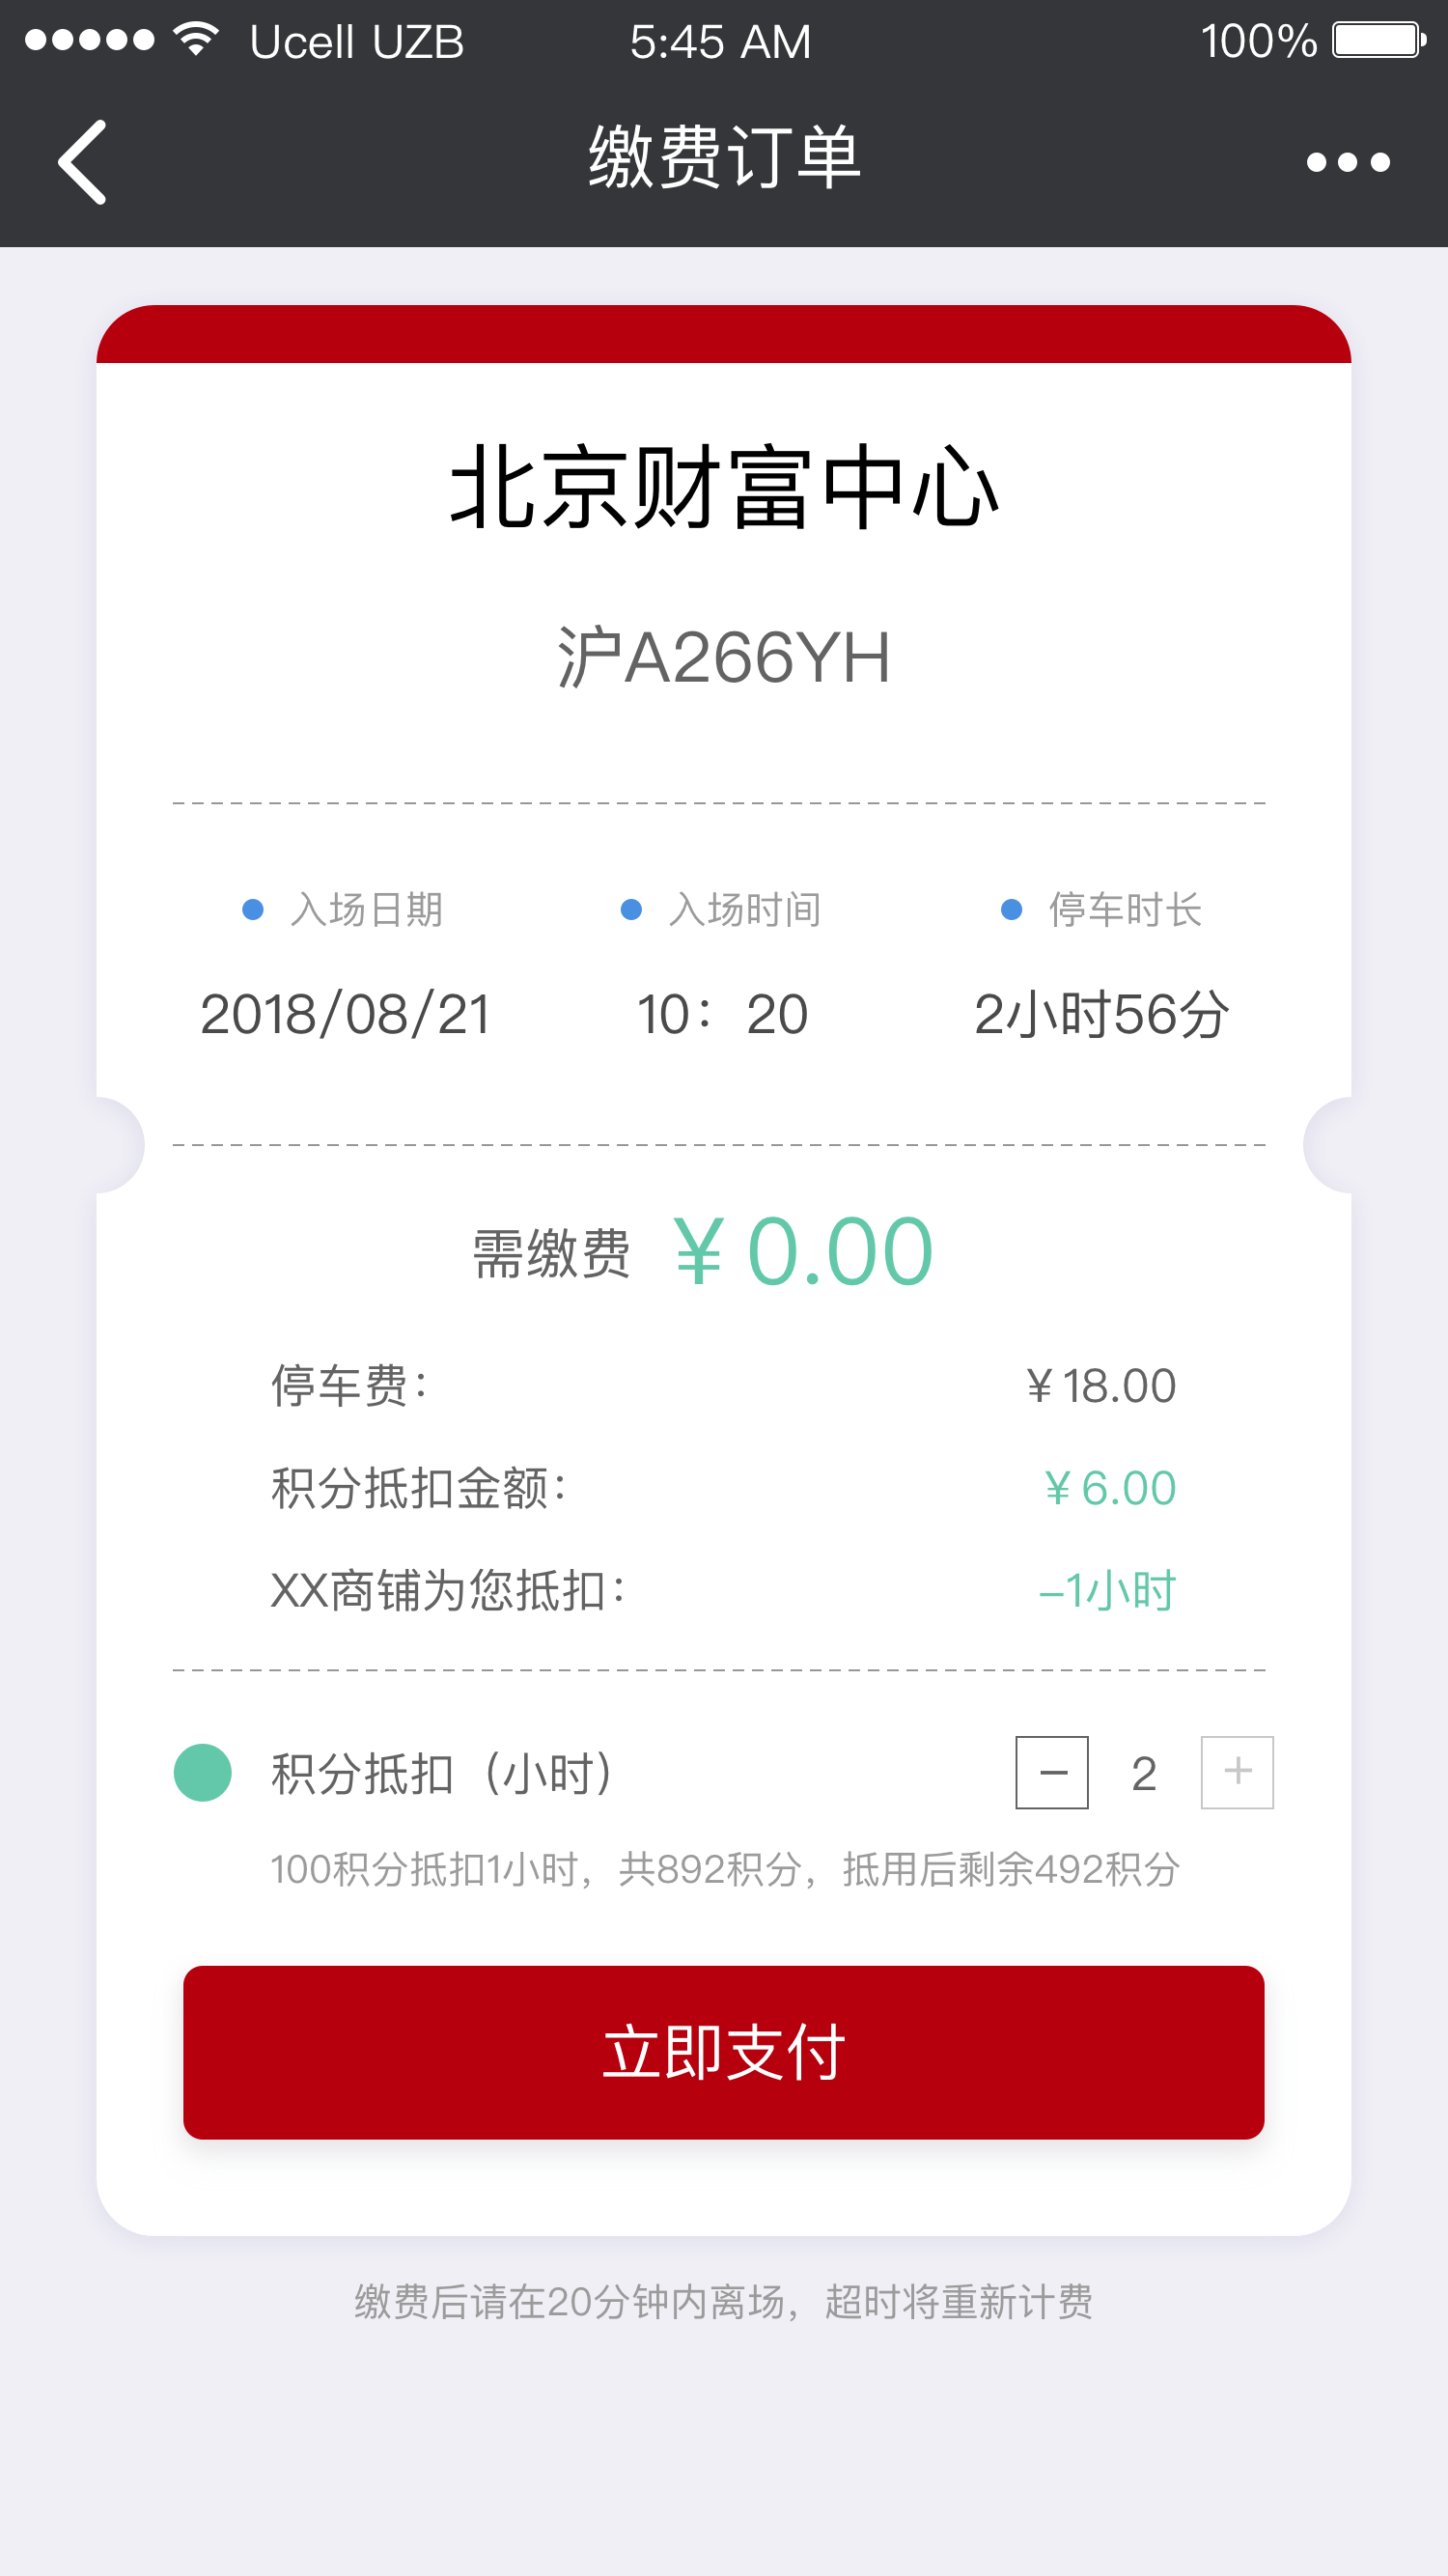 Ucell UZB 5:45 AM 100%
缴费订单
北京财富中心
沪A266YH
入场日期 入场时间 停车时长
2018/08/21 10：20 2小时56分
需缴费 ¥ 0.00
停车费： ¥ 18.00
积分抵扣金额： ¥ 6.00
XX商铺为您抵扣： -1小时
积分抵扣（小时） − 2 +
100积分抵扣1小时，共892积分，抵用后剩余492积分
立即支付
缴费后请在20分钟内离场，超时将重新计费